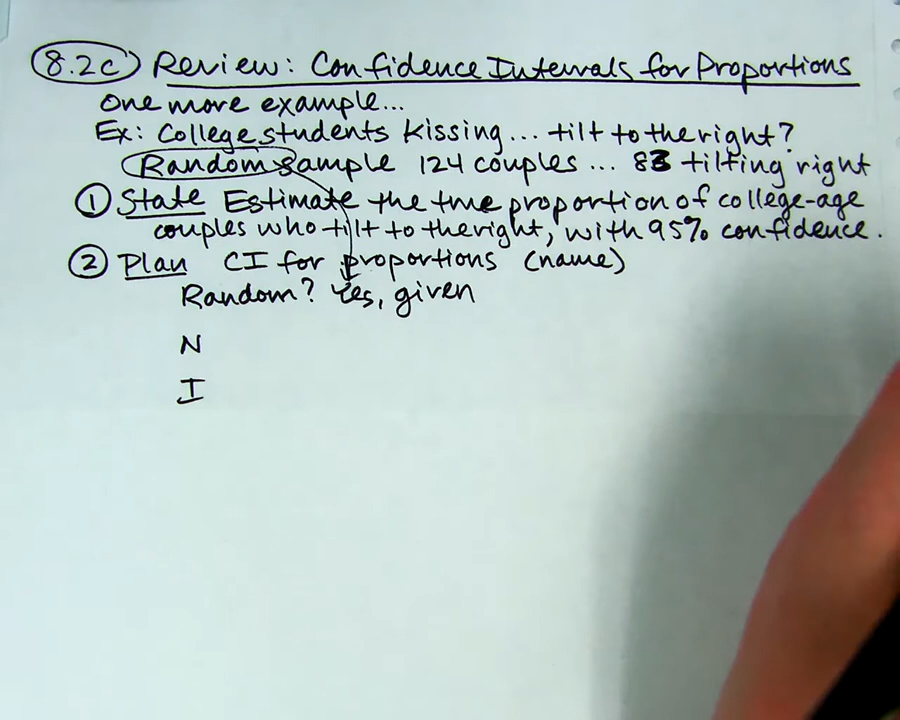 8.2c) Review: Confidence Intervals for Proportions
One more example...
Ex: College students kissing... tilt to the right?
Random sample 124 couples... 83 tilting right
① State Estimate the true proportion of college-age
couples who tilt to the right, with 95% confidence.
② Plan CI for proportions (name)
Random? Yes, given
N
I